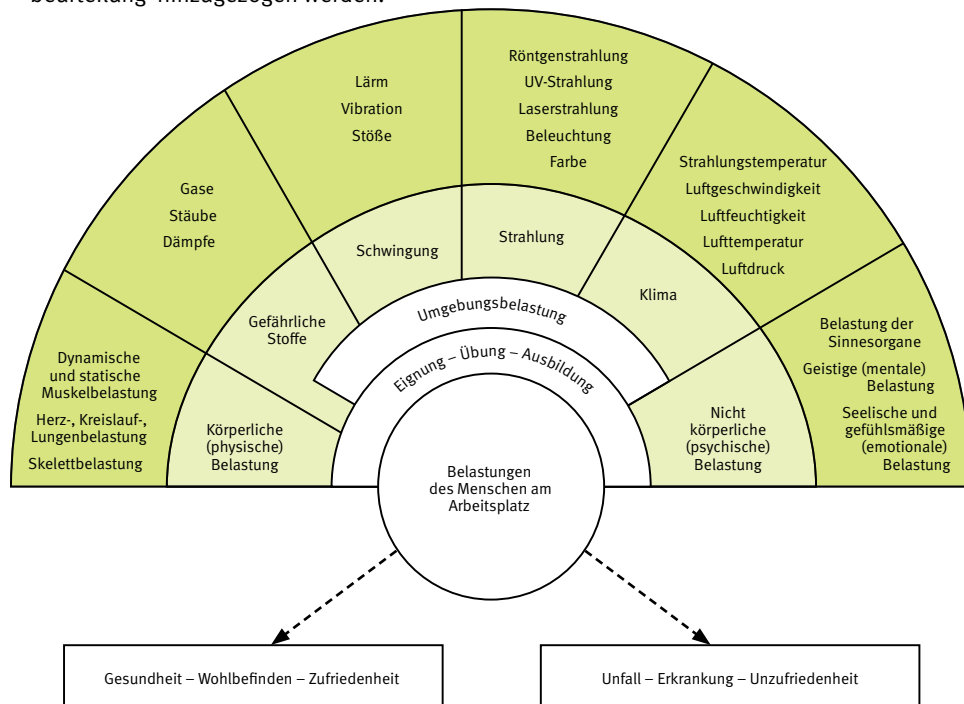 hinzugezogen werden.
Röntgenstrahlung
UV-Strahlung
Laserstrahlung
Beleuchtung
Farbe
Lärm
Vibration
Stöße
Gase
Stäube
Dämpfe
Strahlungstemperatur
Luftgeschwindigkeit
Luftfeuchtigkeit
Lufttemperatur
Luftdruck
Dynamische
und statische
Muskelbelastung
Herz-, Kreislauf-,
Lungenbelastung
Skelettbelastung
Belastung der
Sinnesorgane
Geistige (mentale)
Belastung
Seelische und
gefühlsmäßige
(emotionale)
Belastung
Schwingung
Strahlung
Gefährliche
Stoffe
Klima
Körperliche
(physische)
Belastung
Nicht
körperliche
(psychische)
Belastung
Umgebungsbelastung
Eignung – Übung – Ausbildung
Belastungen
des Menschen am
Arbeitsplatz
Gesundheit – Wohlbefinden – Zufriedenheit
Unfall – Erkrankung – Unzufriedenheit